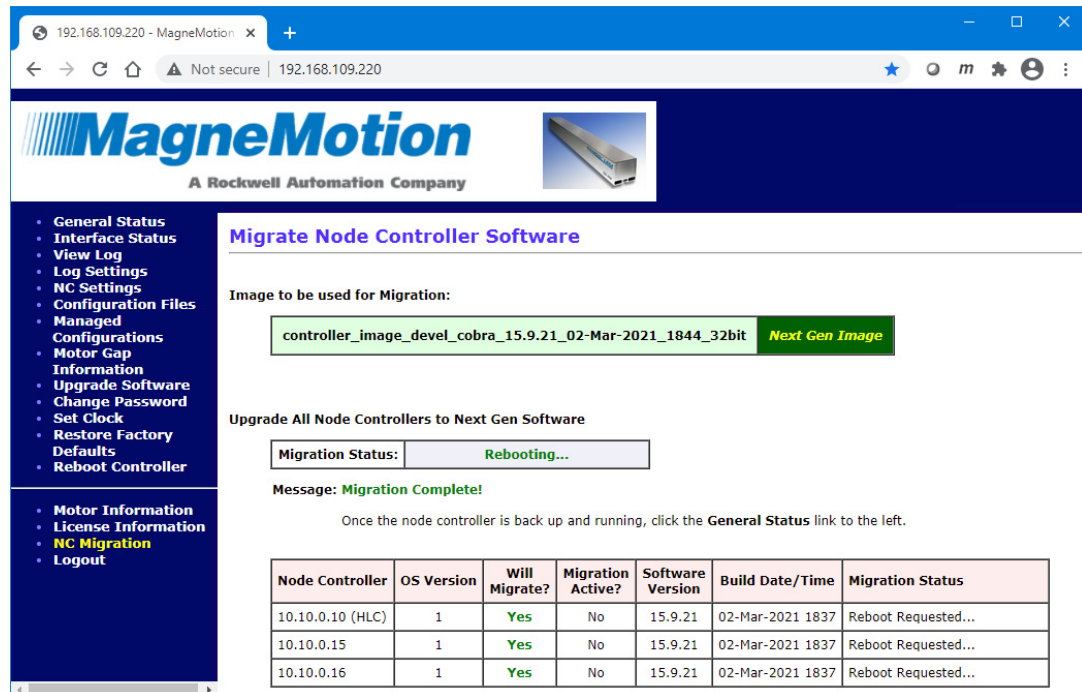 192.168.109.220 - MagneMotion
Not secure | 192.168.109.220
m
MagneMotion
A Rockwell Automation Company
General Status
Interface Status
View Log
Log Settings
NC Settings
Configuration Files
Managed
Configurations
Motor Gap
Information
Upgrade Software
Change Password
Set Clock
Restore Factory
Defaults
Reboot Controller
Motor Information
License Information
NC Migration
Logout
Migrate Node Controller Software
Image to be used for Migration:
controller_image_devel_cobra_15.9.21_02-Mar-2021_1844_32bit Next Gen Image
Upgrade All Node Controllers to Next Gen Software
Migration Status: Rebooting...
Message: Migration Complete!
Once the node controller is back up and running, click the General Status link to the left.
Node Controller OS Version Will Migrate? Migration Active? Software Version Build Date/Time Migration Status
10.10.0.10 (HLC) 1 Yes No 15.9.21 02-Mar-2021 1837 Reboot Requested...
10.10.0.15 1 Yes No 15.9.21 02-Mar-2021 1837 Reboot Requested...
10.10.0.16 1 Yes No 15.9.21 02-Mar-2021 1837 Reboot Requested...